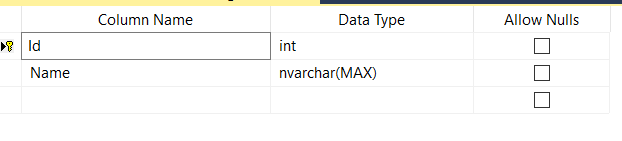 Column Name Data Type Allow Nulls
Id int
Name nvarchar(MAX)